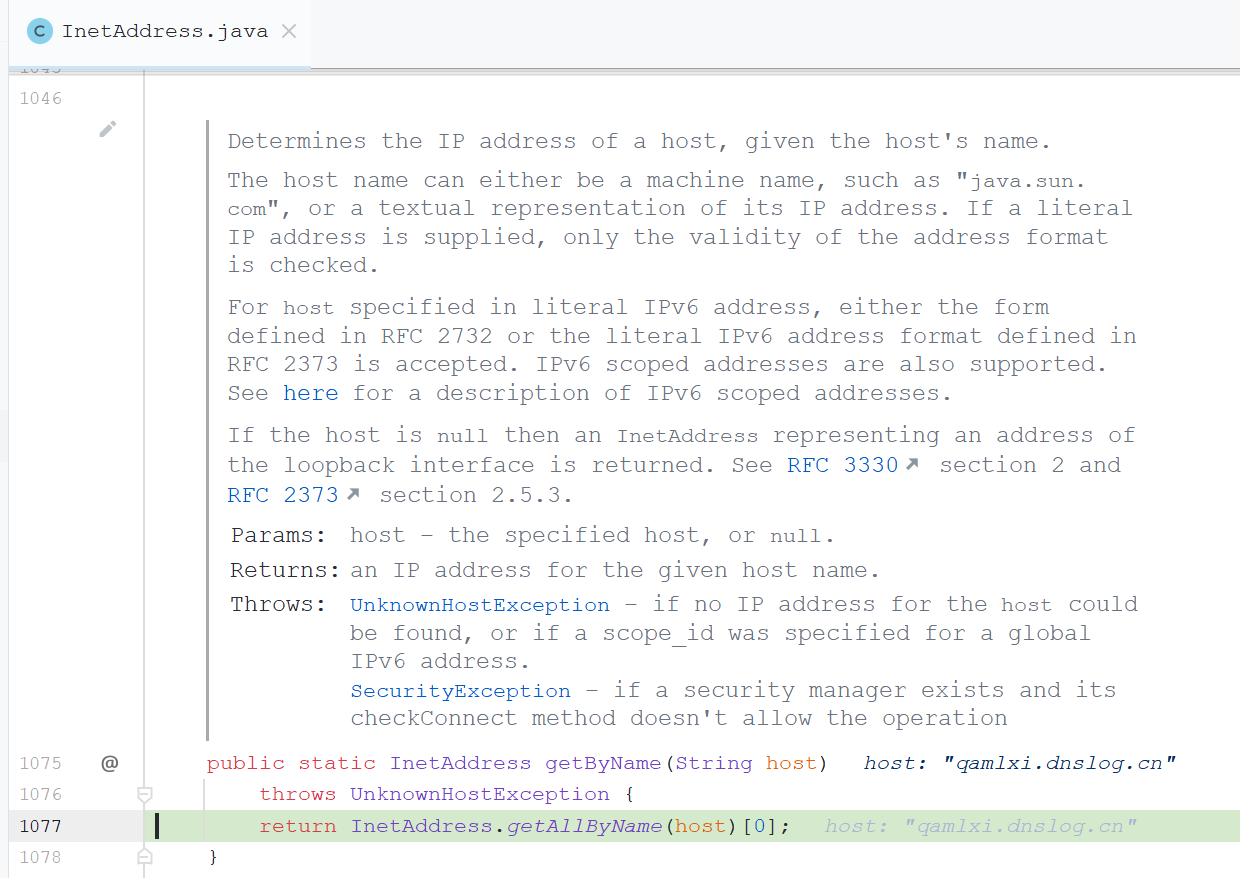 C InetAddress.java
1046
Determines the IP address of a host, given the host's name.
The host name can either be a machine name, such as "java.sun.
com", or a textual representation of its IP address. If a literal
IP address is supplied, only the validity of the address format
is checked.
For host specified in literal IPv6 address, either the form
defined in RFC 2732 or the literal IPv6 address format defined in
RFC 2373 is accepted. IPv6 scoped addresses are also supported.
See here for a description of IPv6 scoped addresses.
If the host is null then an InetAddress representing an address of
the loopback interface is returned. See RFC 3330 section 2 and
RFC 2373 section 2.5.3.
Params: host – the specified host, or null.
Returns: an IP address for the given host name.
Throws: UnknownHostException – if no IP address for the host could
be found, or if a scope_id was specified for a global
IPv6 address.
SecurityException – if a security manager exists and its
checkConnect method doesn't allow the operation
1075 @ public static InetAddress getByName(String host) host: "qamlxi.dnslog.cn"
1076 throws UnknownHostException {
1077 return InetAddress.getAllByName(host)[0]; host: "qamlxi.dnslog.cn"
1078 }